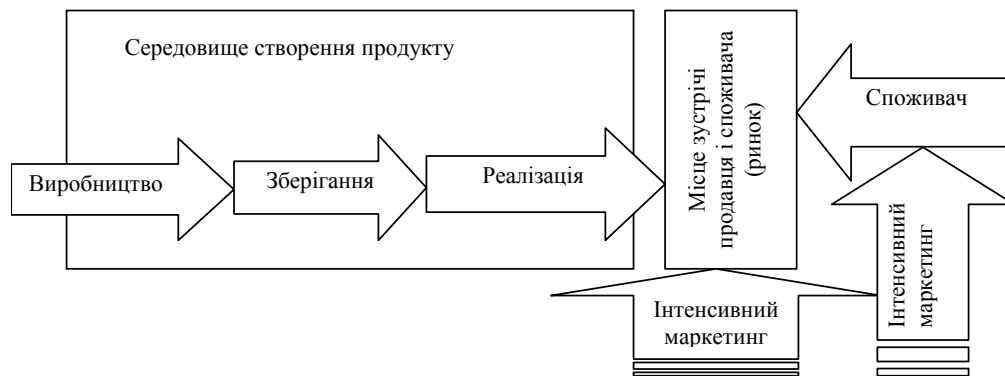 Середовище створення продукту
Виробництво
Зберігання
Реалізація
Місце зустрічі
продавця і споживача
(ринок)
Споживач
Інтенсивний
маркетинг
Інтенсивний
маркетинг